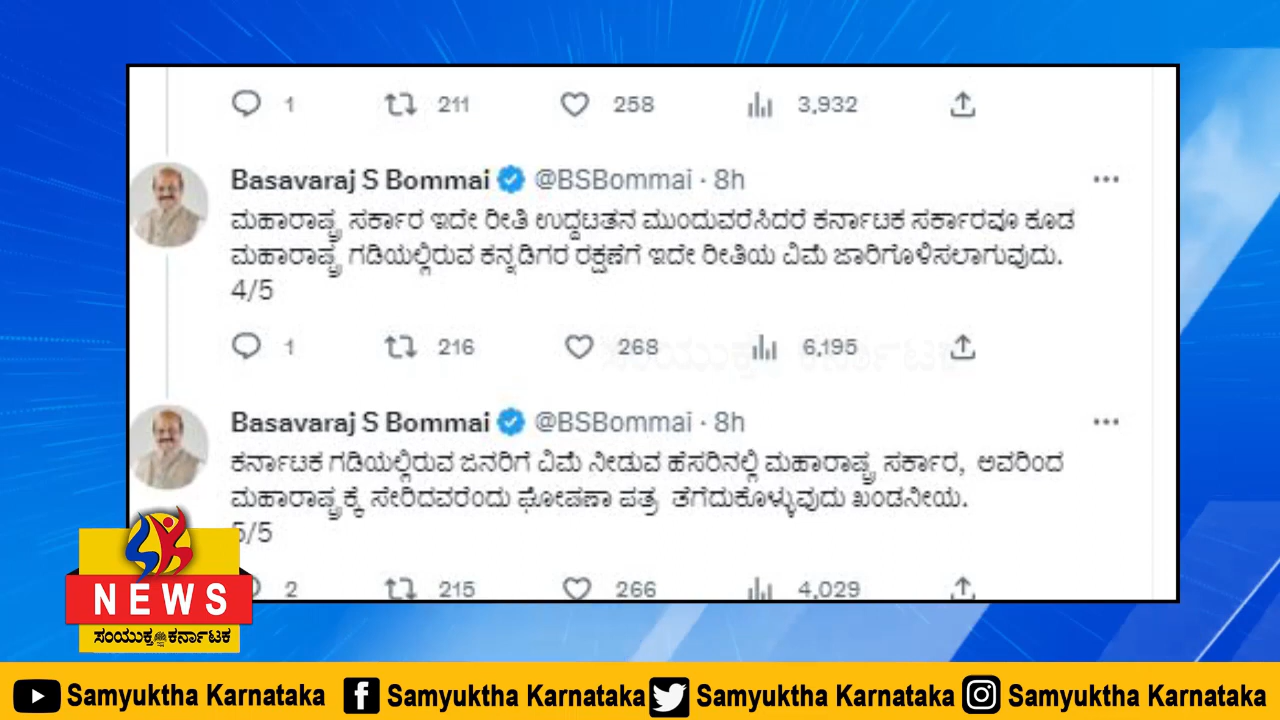 1 211 258 3,932
Basavaraj S Bommai @BSBommai · 8h
ಮಹಾರಾಷ್ಟ್ರ ಸರ್ಕಾರ ಇದೇ ರೀತಿ ಉದ್ಧಟತನ ಮುಂದುವರೆಸಿದರೆ ಕರ್ನಾಟಕ ಸರ್ಕಾರವೂ ಕೂಡ
ಮಹಾರಾಷ್ಟ್ರ ಗಡಿಯಲ್ಲಿರುವ ಕನ್ನಡಿಗರ ರಕ್ಷಣೆಗೆ ಇದೇ ರೀತಿಯ ವಿಮೆ ಜಾರಿಗೊಳಿಸಲಾಗುವುದು.
4/5
1 216 268 6,195
ಸಂಯುಕ್ತ ಕರ್ನಾಟಕ
Basavaraj S Bommai @BSBommai · 8h
ಕರ್ನಾಟಕ ಗಡಿಯಲ್ಲಿರುವ ಜನರಿಗೆ ವಿಮೆ ನೀಡುವ ಹೆಸರಿನಲ್ಲಿ ಮಹಾರಾಷ್ಟ್ರ ಸರ್ಕಾರ, ಅವರಿಂದ
ಮಹಾರಾಷ್ಟ್ರಕ್ಕೆ ಸೇರಿದವರೆಂದು ಘೋಷಣಾ ಪತ್ರ ತೆಗೆದುಕೊಳ್ಳುವುದು ಖಂಡನೀಯ.
5/5
2 215 266 4,029
NEWS
ಸಂಯುಕ್ತ ಕರ್ನಾಟಕ
Samyuktha Karnataka Samyuktha Karnataka Samyuktha Karnataka Samyuktha Karnataka